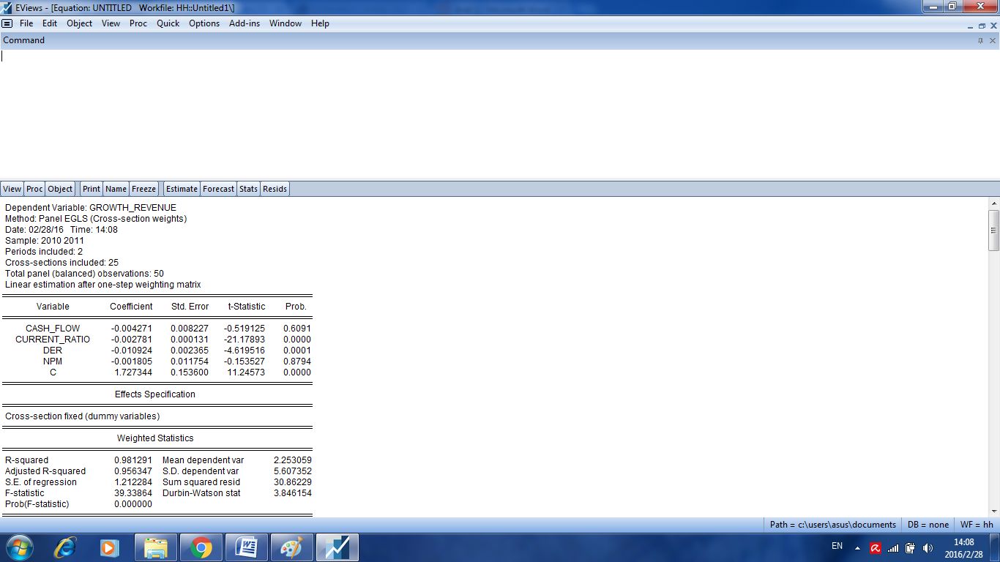 EViews - [Equation: UNTITLED   Workfile: HH::Untitled1\]
File Edit Object View Proc Quick Options Add-ins Window Help
Command
View Proc Object Print Name Freeze Estimate Forecast Stats Resids
Dependent Variable: GROWTH_REVENUE
Method: Panel EGLS (Cross-section weights)
Date: 02/28/16   Time: 14:08
Sample: 2010 2011
Periods included: 2
Cross-sections included: 25
Total panel (balanced) observations: 50
Linear estimation after one-step weighting matrix
Variable Coefficient Std. Error t-Statistic Prob.
CASH_FLOW -0.004271 0.008227 -0.519125 0.6091
CURRENT_RATIO -0.002781 0.000131 -21.17893 0.0000
DER -0.010924 0.002365 -4.619516 0.0001
NPM -0.001805 0.011754 -0.153527 0.8794
C 1.727344 0.153600 11.24573 0.0000
Effects Specification
Cross-section fixed (dummy variables)
Weighted Statistics
R-squared 0.981291 Mean dependent var 2.253059
Adjusted R-squared 0.956347 S.D. dependent var 5.607352
S.E. of regression 1.212284 Sum squared resid 30.86229
F-statistic 39.33864 Durbin-Watson stat 3.846154
Prob(F-statistic) 0.000000
Path = c:\users\asus\documents DB = none WF = hh
EN 14:08
2016/2/28